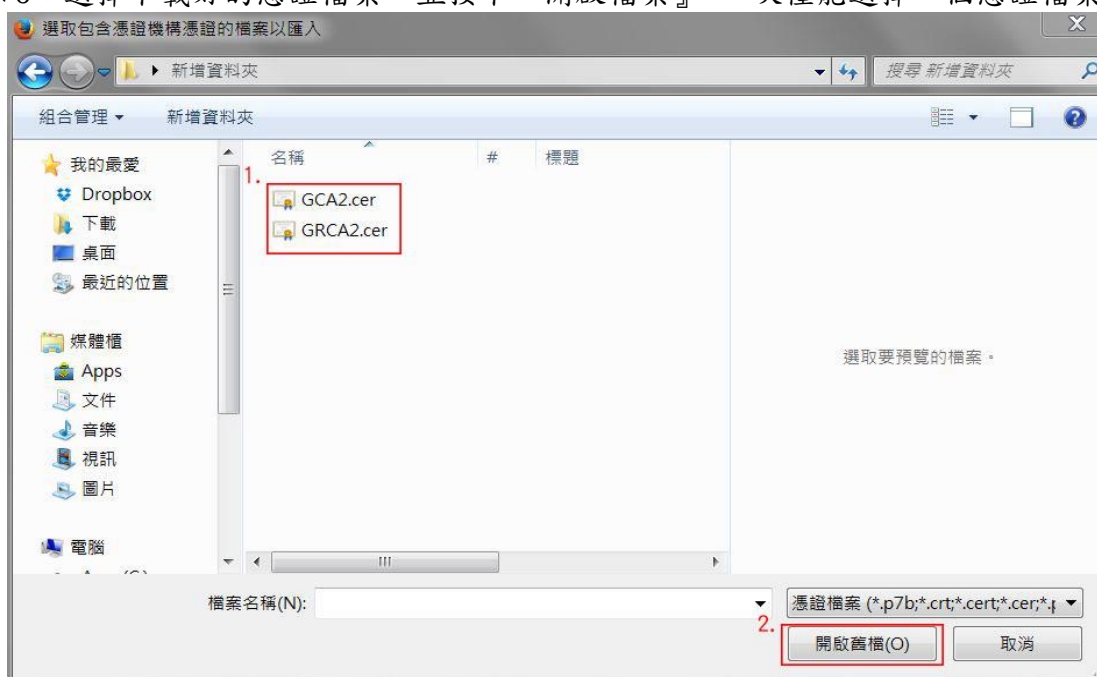 選取包含憑證機構憑證的檔案以匯入
新增資料夾
搜尋 新增資料夾
組合管理
新增資料夾
我的最愛
Dropbox
下載
桌面
最近的位置
媒體櫃
Apps
文件
音樂
視訊
圖片
電腦
名稱 # 標題
1.
GCA2.cer
GRCA2.cer
選取要預覽的檔案。
檔案名稱(N):
憑證檔案 (*.p7b;*.crt;*.cert;*.cer;*.p
2.
開啟舊檔(O)
取消